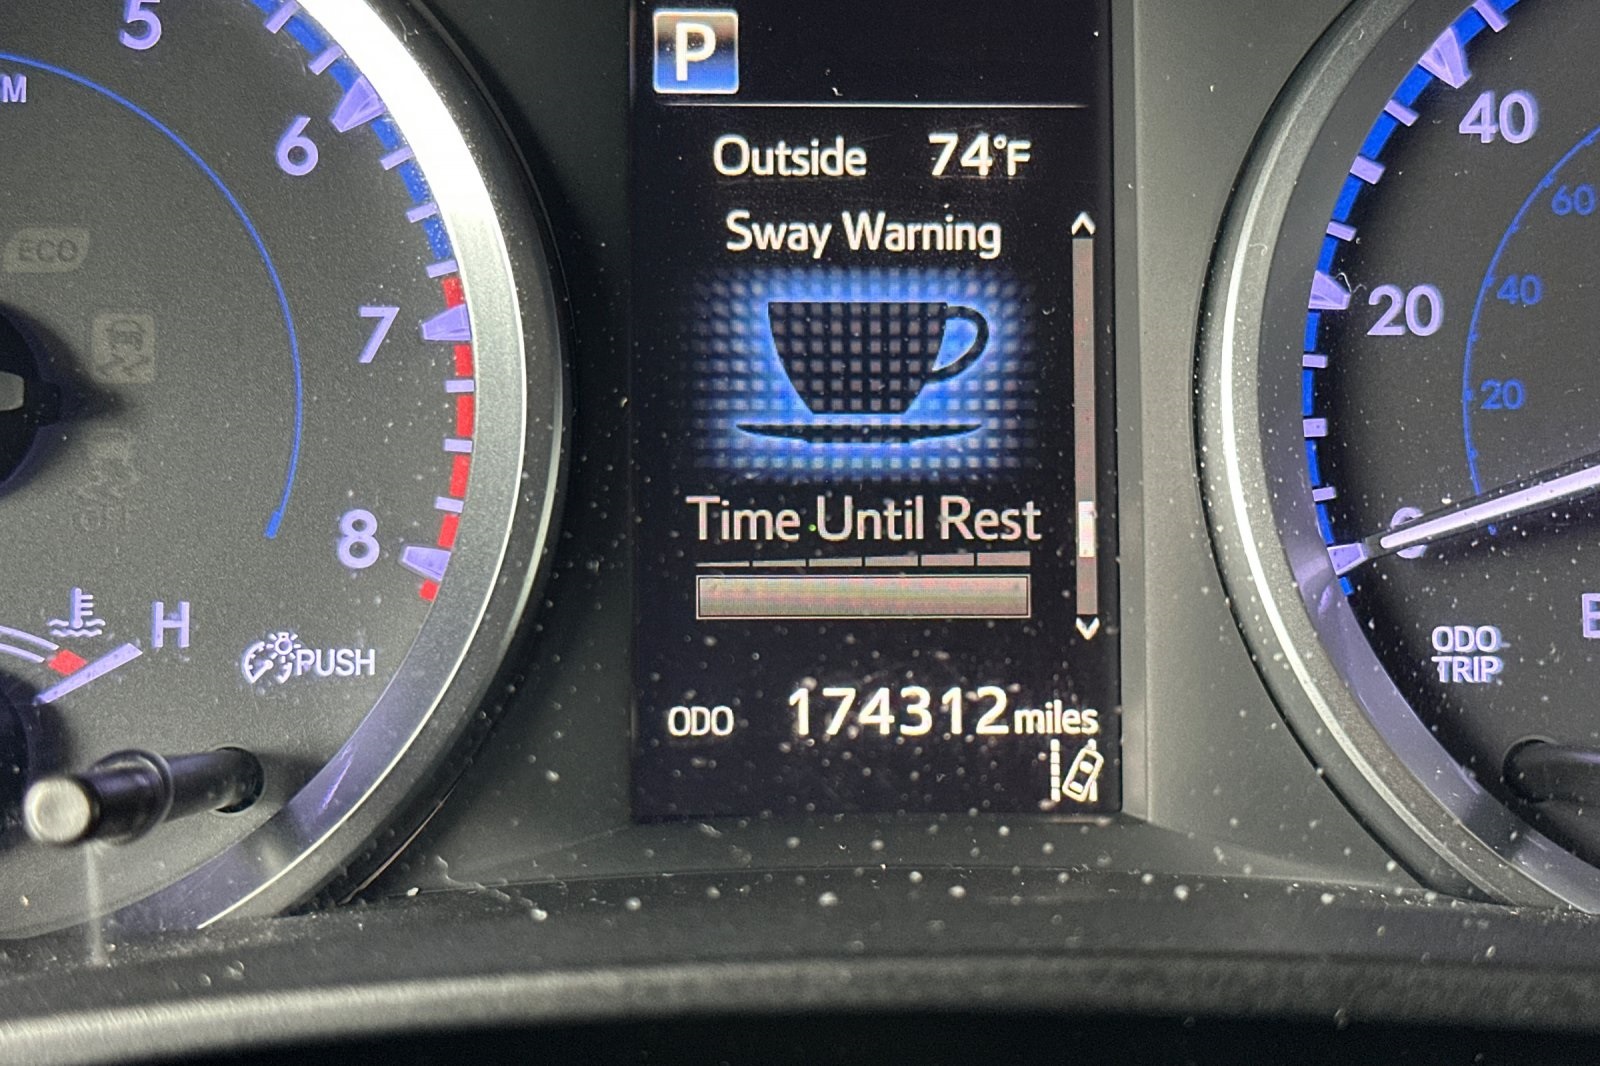 5
M
6
ECO
7
8
H
PUSH
P
Outside 74°F
Sway Warning
Time Until Rest
ODO 174312 miles
40
60
20
40
20
0
ODO
TRIP
E